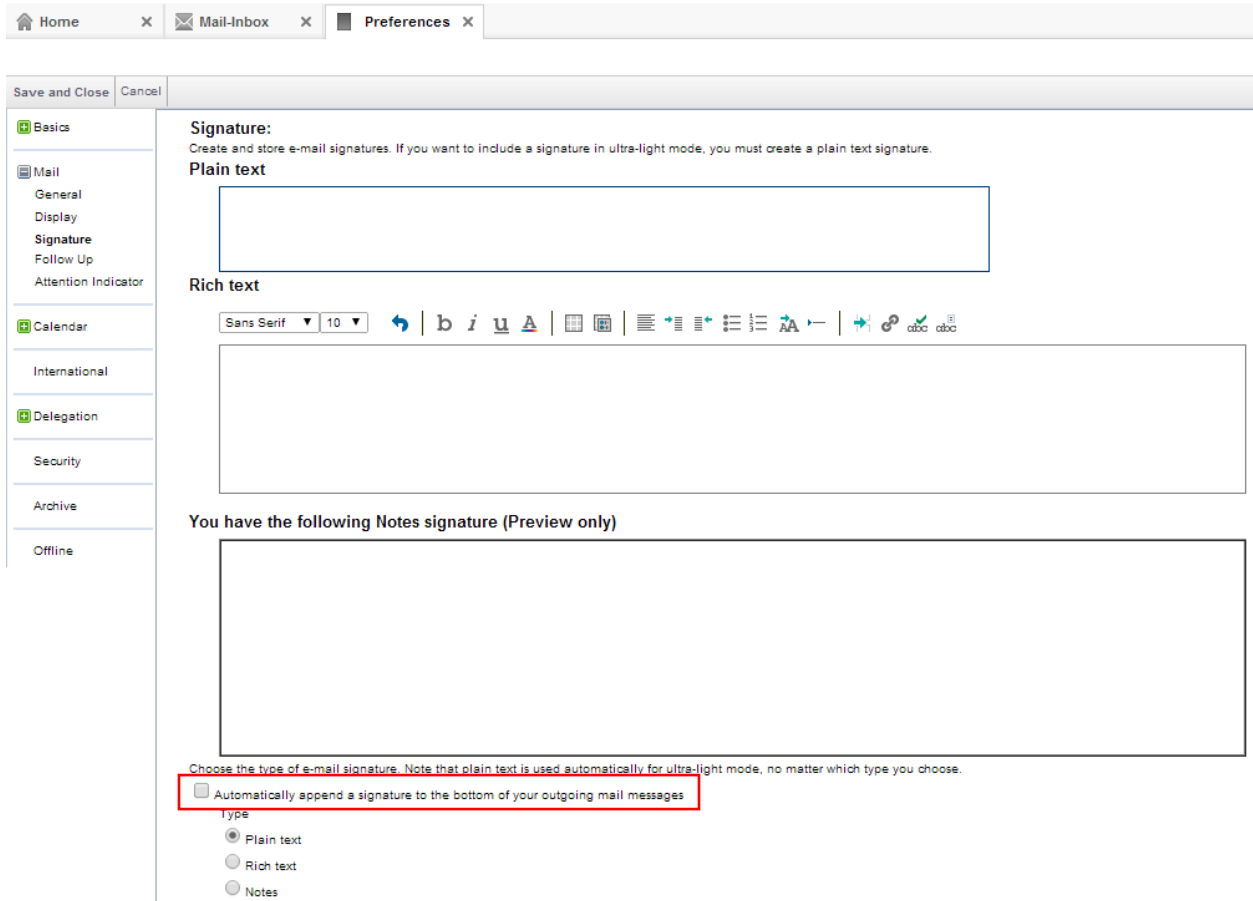 Home Mail-Inbox Preferences
Save and Close Cancel
Basics
Mail
General
Display
Signature
Follow Up
Attention Indicator
Calendar
International
Delegation
Security
Archive
Offline
Signature:
Create and store e-mail signatures. If you want to include a signature in ultra-light mode, you must create a plain text signature.
Plain text
Rich text
Sans Serif 10 b i u A AA abc abc
You have the following Notes signature (Preview only)
Choose the type of e-mail signature. Note that plain text is used automatically for ultra-light mode, no matter which type you choose.
Automatically append a signature to the bottom of your outgoing mail messages
Type
Plain text
Rich text
Notes